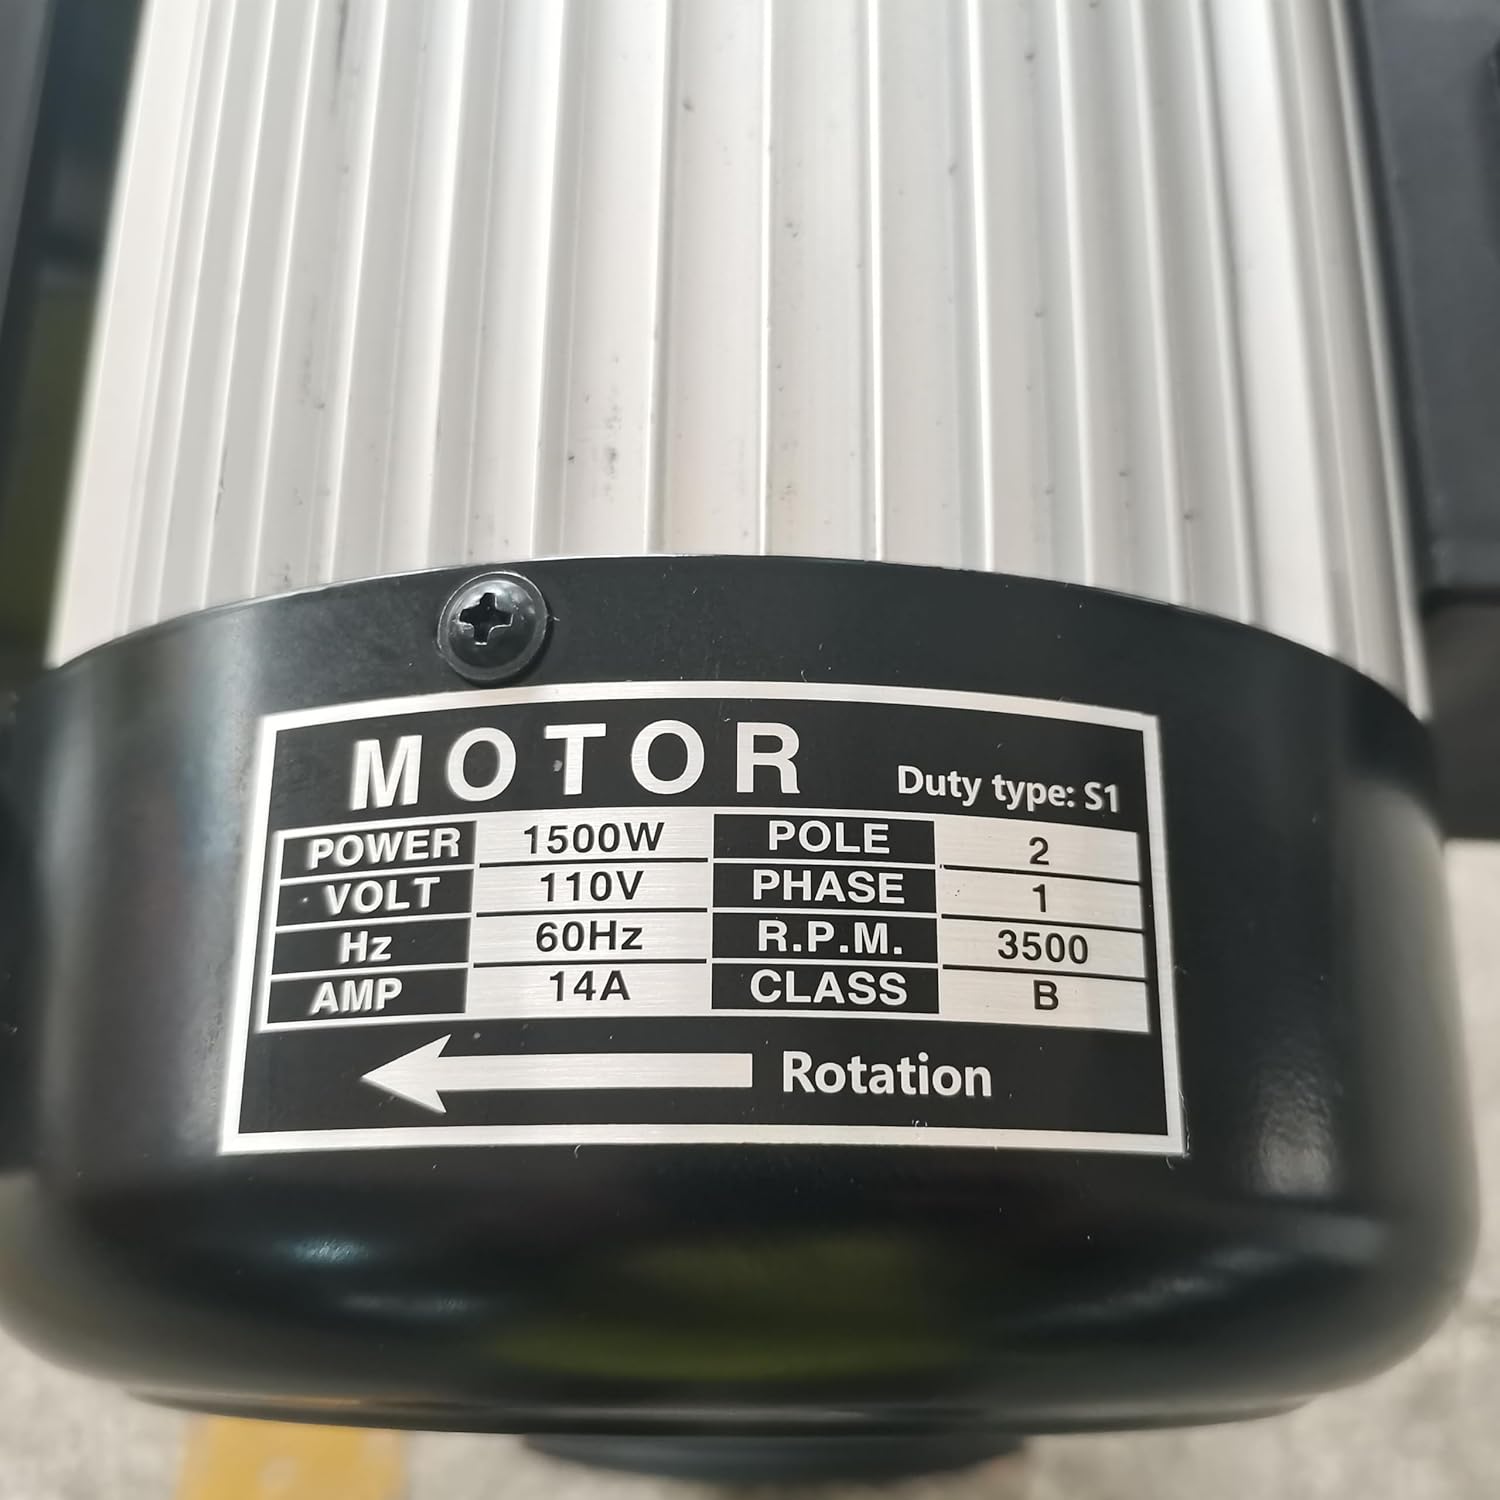 MOTOR Duty type: S1
POWER 1500W POLE 2
VOLT 110V PHASE 1
Hz 60Hz R.P.M. 3500
AMP 14A CLASS B
Rotation